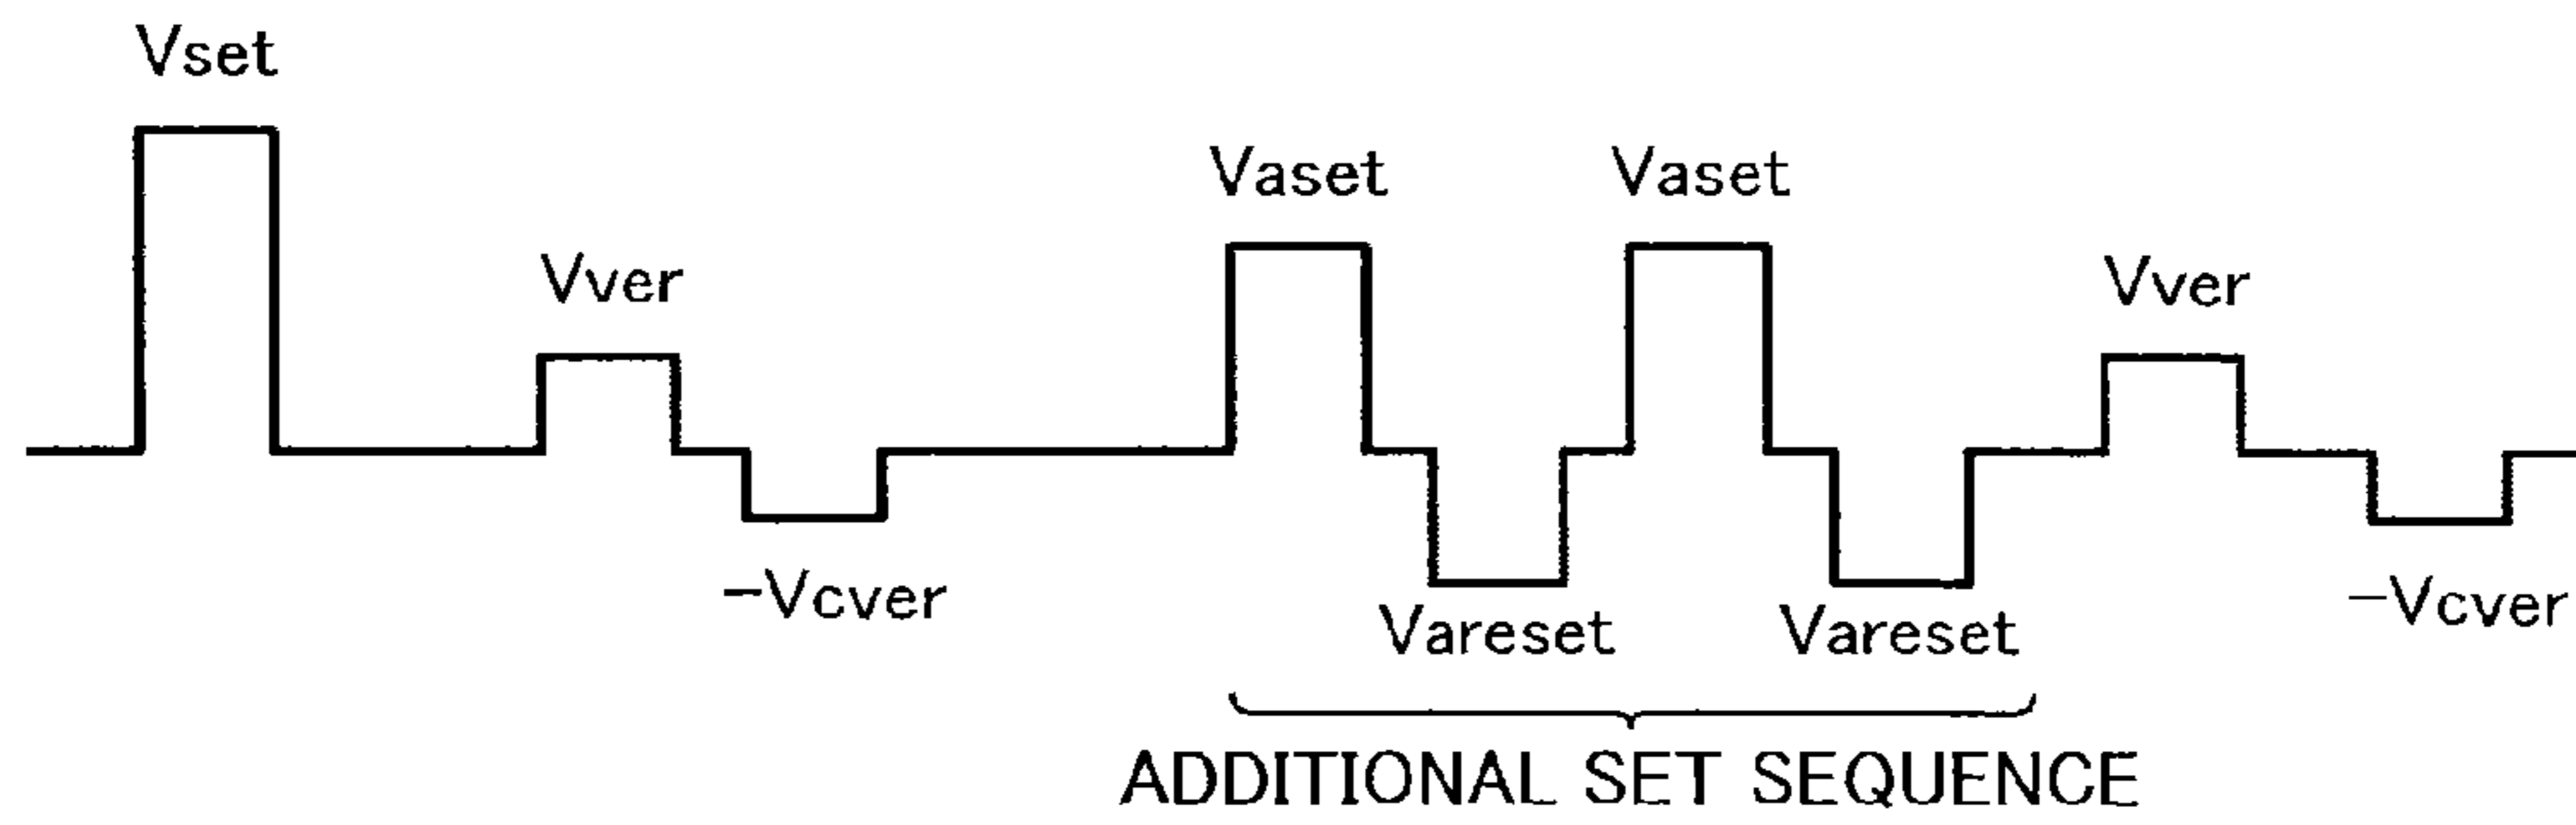 Vset
Vaset
Vaset
Vver
Vver
-Vcver
-Vcver
Vareset
Vareset
ADDITIONAL SET SEQUENCE